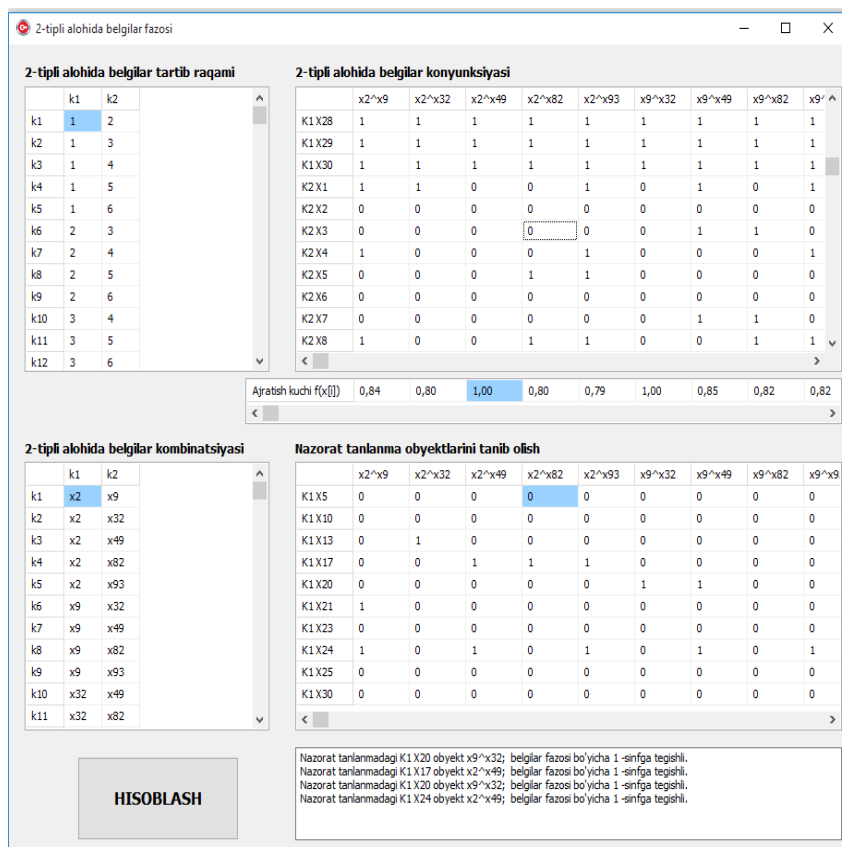 2-tipli alohida belgilar fazosi
2-tipli alohida belgilar tartib raqami
k1 k2
k1 1 2
k2 1 3
k3 1 4
k4 1 5
k5 1 6
k6 2 3
k7 2 4
k8 2 5
k9 2 6
k10 3 4
k11 3 5
k12 3 6
2-tipli alohida belgilar konyunksiyasi
x2^x9 x2^x32 x2^x49 x2^x82 x2^x93 x9^x32 x9^x49 x9^x82 x9^
K1 X28 1 1 1 1 1 1 1 1 1
K1 X29 1 1 1 1 1 1 1 1 1
K1 X30 1 1 1 1 1 1 1 1 1
K2 X1 1 1 0 0 1 0 1 0 1
K2 X2 0 0 0 0 0 0 0 0 0
K2 X3 0 0 0 0 0 0 1 1 0
K2 X4 1 0 0 0 1 0 0 0 1
K2 X5 0 0 0 1 1 0 0 0 0
K2 X6 0 0 0 0 0 0 0 0 0
K2 X7 0 0 0 0 0 0 1 1 0
K2 X8 1 0 0 1 1 0 0 1 1
Ajratish kuchi f(x[i]) 0,84 0,80 1,00 0,80 0,79 1,00 0,85 0,82 0,82
2-tipli alohida belgilar kombinatsiyasi
k1 k2
k1 x2 x9
k2 x2 x32
k3 x2 x49
k4 x2 x82
k5 x2 x93
k6 x9 x32
k7 x9 x49
k8 x9 x82
k9 x9 x93
k10 x32 x49
k11 x32 x82
Nazorat tanlanma obyektlarini tanib olish
x2^x9 x2^x32 x2^x49 x2^x82 x2^x93 x9^x32 x9^x49 x9^x82 x9^x9
K1 X5 0 0 0 0 0 0 0 0 0
K1 X10 0 0 0 0 0 0 0 0 0
K1 X13 0 1 0 0 0 0 0 0 0
K1 X17 0 0 1 1 1 0 0 0 0
K1 X20 0 0 0 0 0 1 1 0 0
K1 X21 1 0 0 0 0 0 0 0 0
K1 X23 0 0 0 0 0 0 0 0 0
K1 X24 1 0 1 0 1 0 1 0 1
K1 X25 0 0 0 0 0 0 0 0 0
K1 X30 0 0 0 0 0 0 0 0 0
HISOBLASH
Nazorat tanlanmadagi K1 X20 obyekt x9^x32; belgilar fazosi bo'yicha 1 -sinfga tegishli.
Nazorat tanlanmadagi K1 X17 obyekt x2^x49; belgilar fazosi bo'yicha 1 -sinfga tegishli.
Nazorat tanlanmadagi K1 X20 obyekt x9^x32; belgilar fazosi bo'yicha 1 -sinfga tegishli.
Nazorat tanlanmadagi K1 X24 obyekt x2^x49; belgilar fazosi bo'yicha 1 -sinfga tegishli.